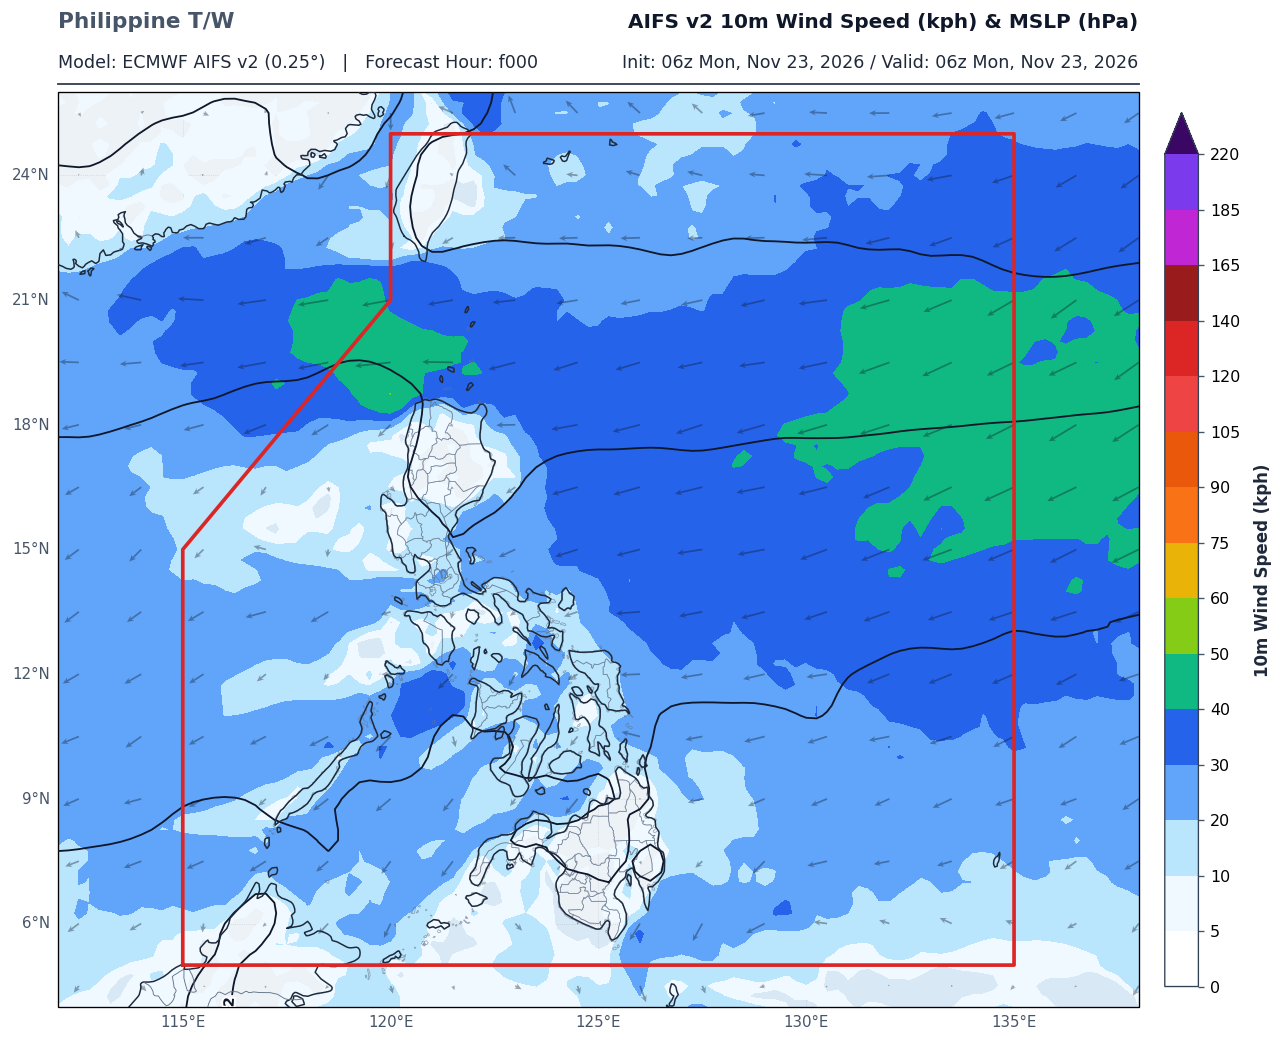 Philippine T/W
AIFS v2 10m Wind Speed (kph) & MSLP (hPa)
Model: ECMWF AIFS v2 (0.25°) | Forecast Hour: f000
Init: 06z Mon, Nov 23, 2026 / Valid: 06z Mon, Nov 23, 2026
24°N
21°N
18°N
15°N
12°N
9°N
6°N
115°E
120°E
125°E
130°E
135°E
2
220
185
165
140
120
105
90
75
60
50
40
30
20
10
5
0
10m Wind Speed (kph)